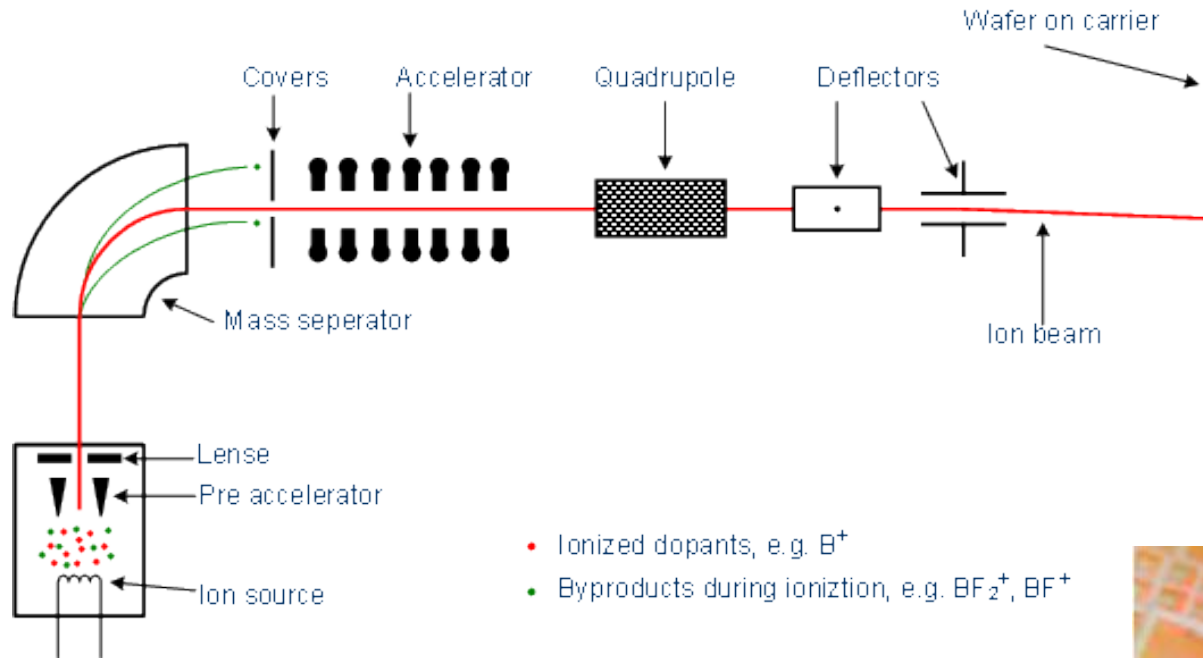 Wafer on carrier
Covers
Accelerator
Quadrupole
Deflectors
Mass seperator
Ion beam
Lense
Pre accelerator
Ion source
Ionized dopants, e.g. B⁺
Byproducts during ioniztion, e.g. BF₂⁺, BF⁺